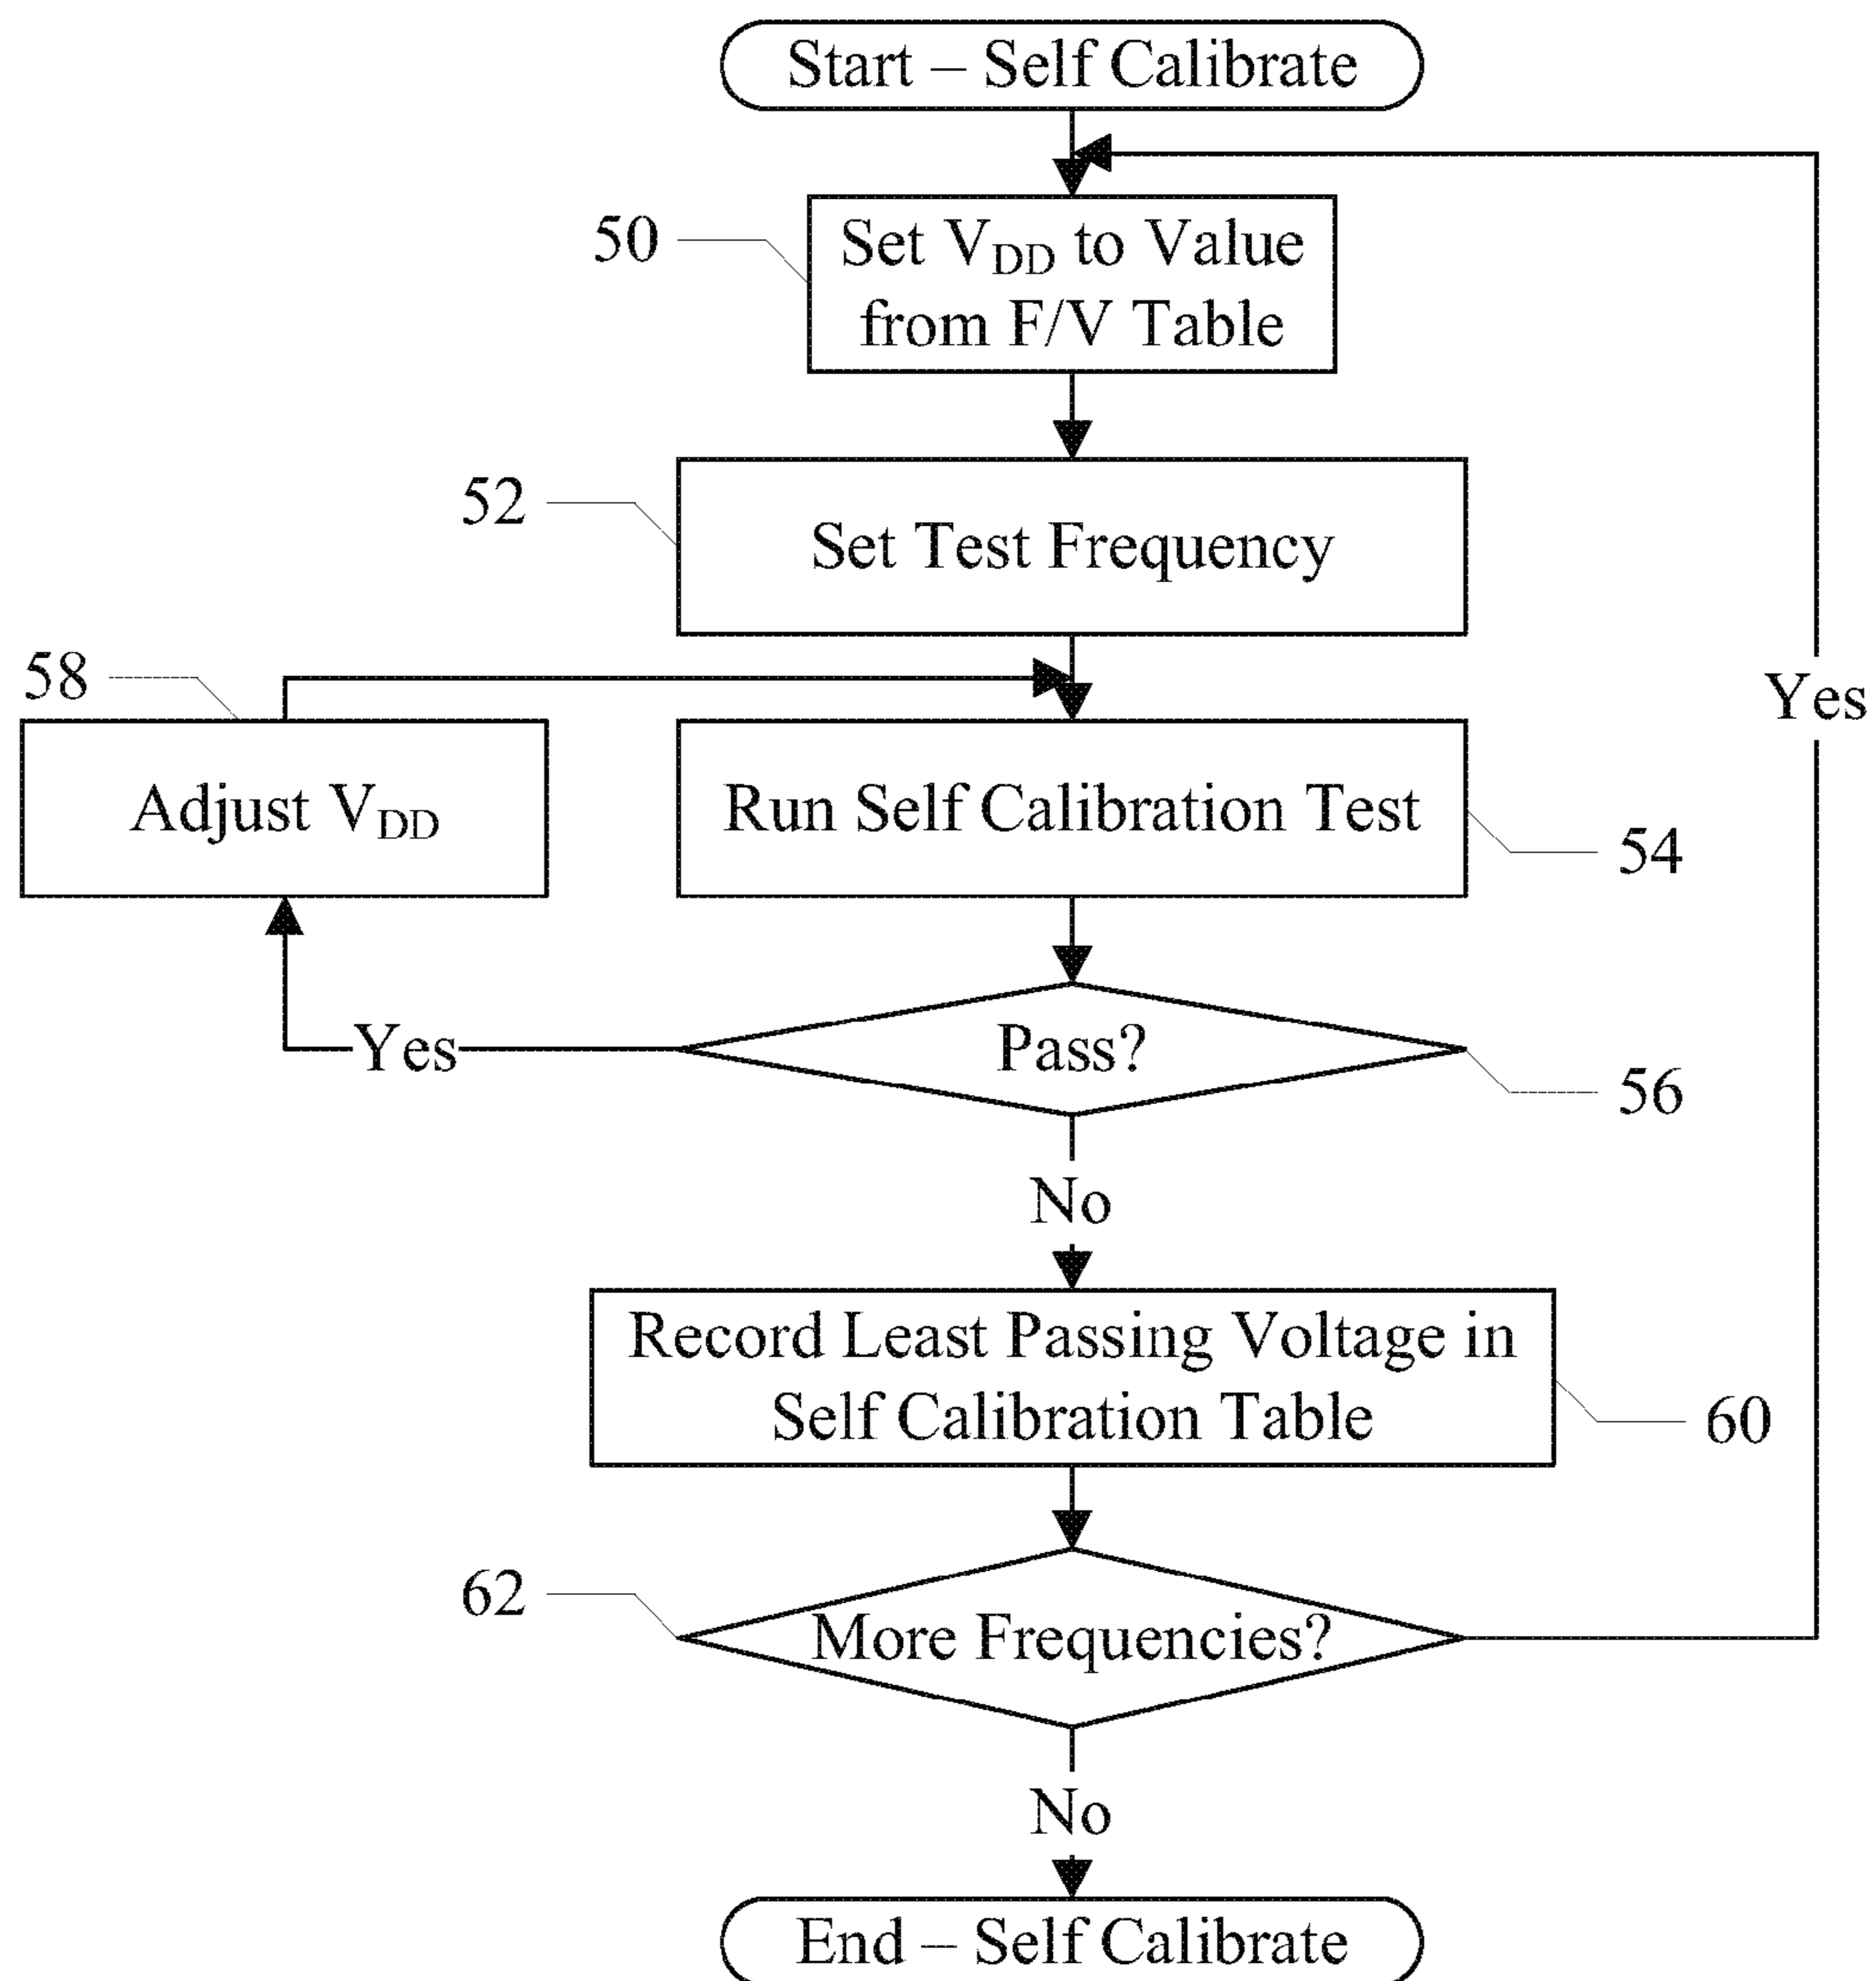 Start – Self Calibrate
50
Set VDD to Value
from F/V Table
52
Set Test Frequency
58
Yes
Adjust VDD
Run Self Calibration Test
54
Yes
Pass?
56
No
Record Least Passing Voltage in
Self Calibration Table
60
62
More Frequencies?
No
End – Self Calibrate